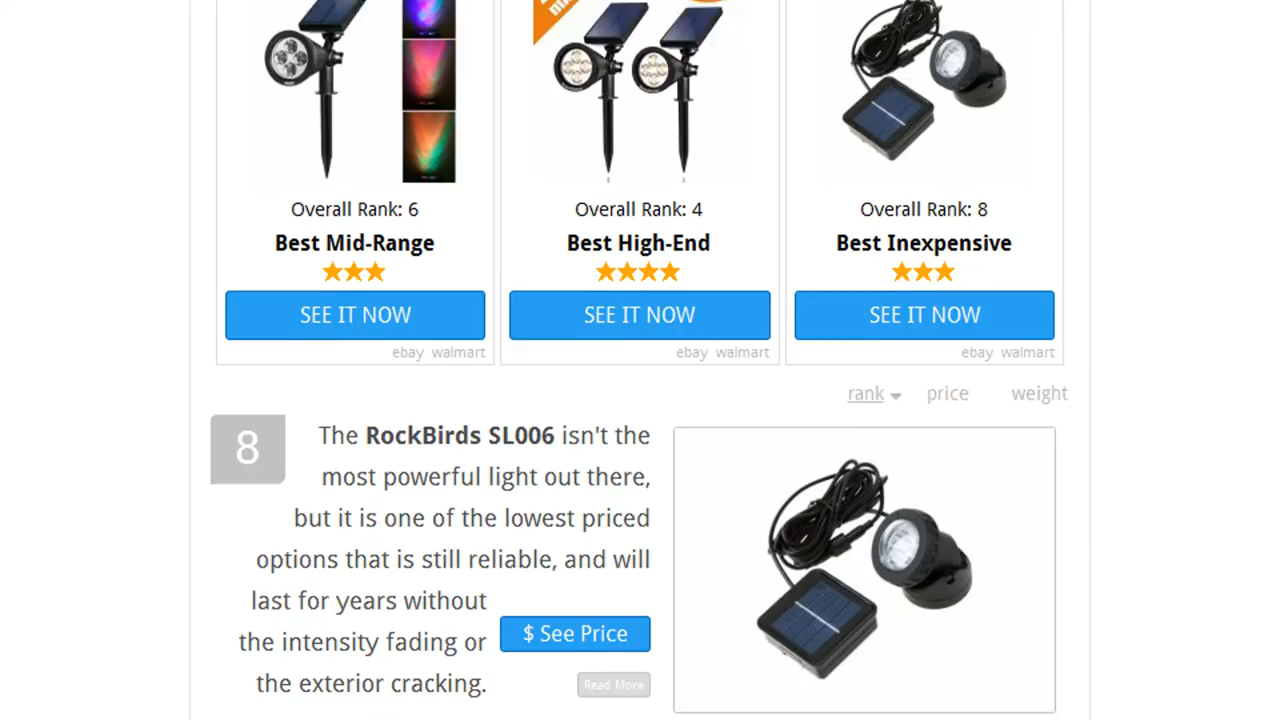 Overall Rank: 6
Best Mid-Range
SEE IT NOW
ebay walmart
Overall Rank: 4
Best High-End
SEE IT NOW
ebay walmart
Overall Rank: 8
Best Inexpensive
SEE IT NOW
ebay walmart
rank price weight
8
The RockBirds SL006 isn't the
most powerful light out there,
but it is one of the lowest priced
options that is still reliable, and will
last for years without
the intensity fading or
the exterior cracking.
$ See Price
Read More